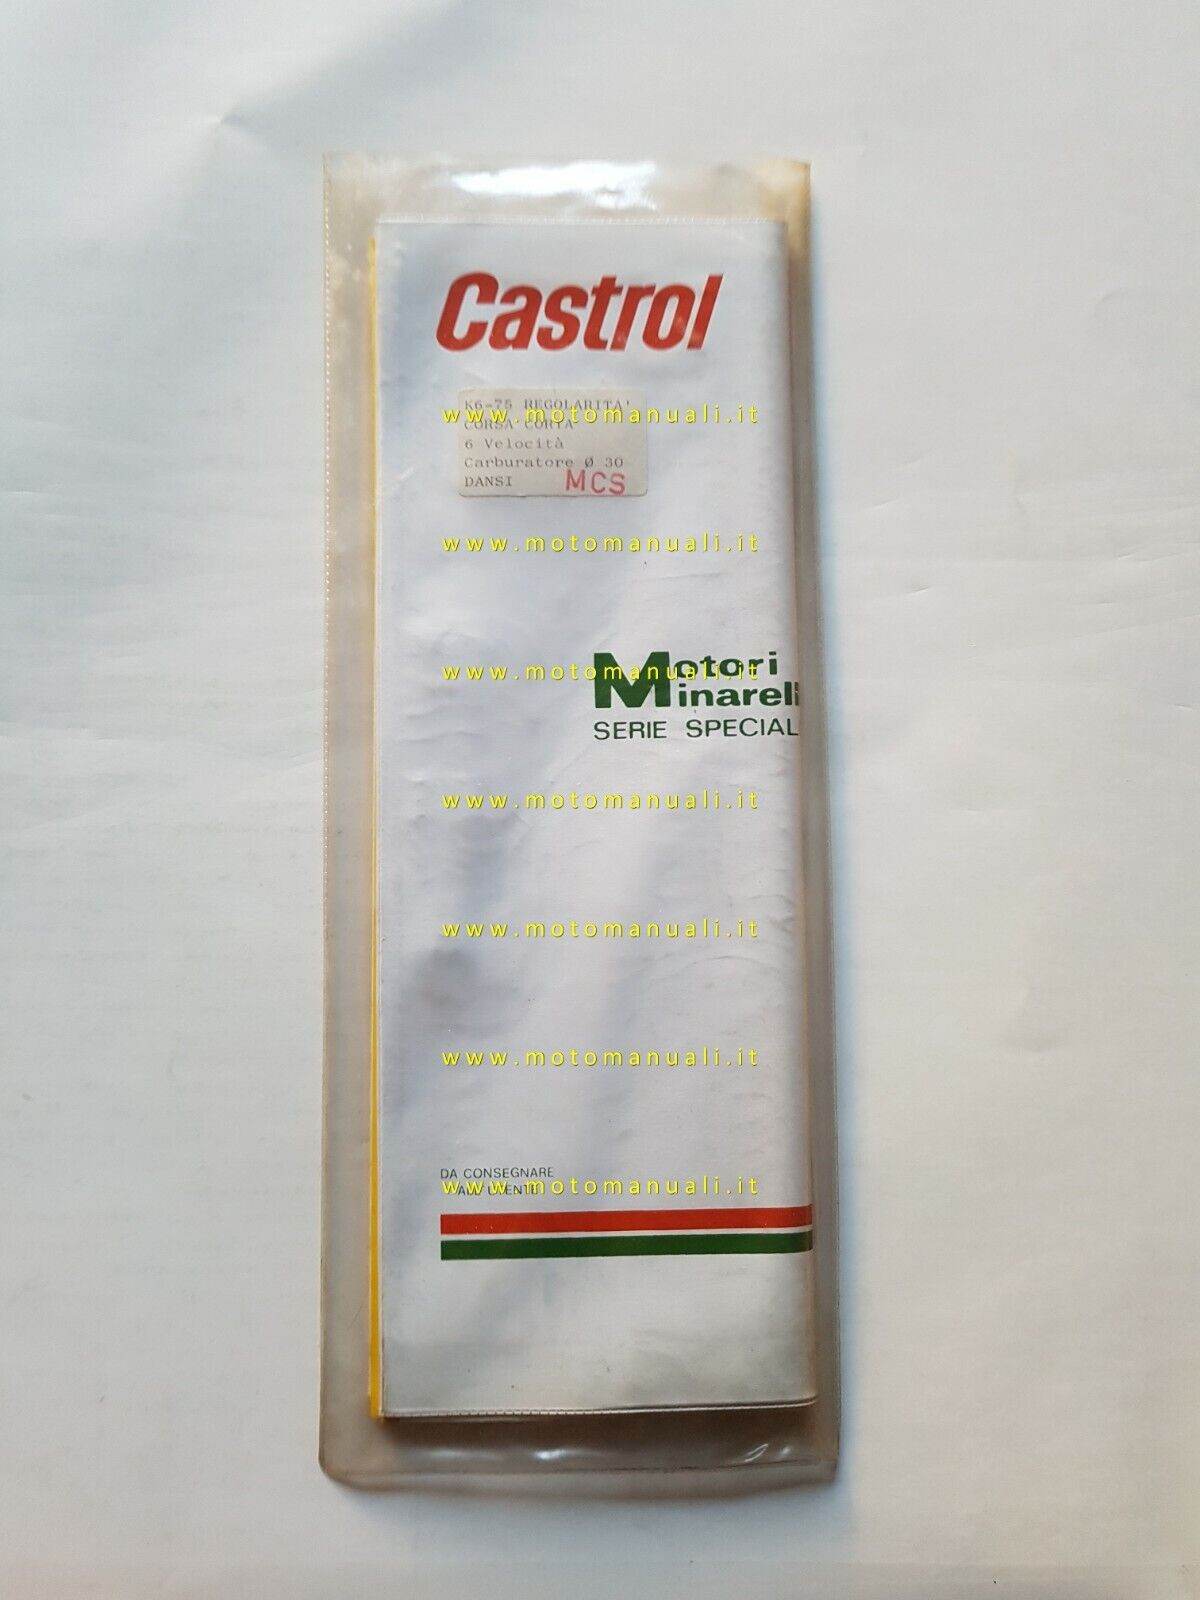 Castrol
K6-75 REGOLARITA'
www.motomanuali.it
CORSA CORTA
6 Velocità
Carburatore Ø 30
DANSI MCS
www.motomanuali.it
Motori
www.motomanuali.it
Minarelli
SERIE SPECIAL
www.motomanuali.it
www.motomanuali.it
www.motomanuali.it
DA CONSEGNARE
www.motomanuali.it
ALL'UTENTE